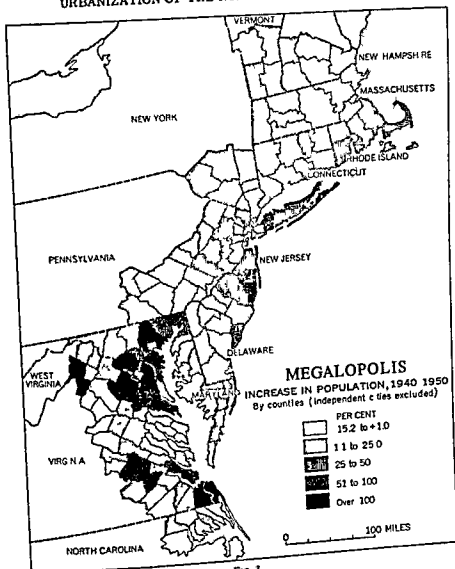 URBANIZATION OF THE
VERMONT
NEW HAMPSH RE
MASSACHUSETTS
NEW YORK
RHODE ISLAND
CONNECTICUT
PENNSYLVANIA
NEW JERSEY
DELAWARE
WEST
VIRGINIA
MARYLAND
VIRG N A
NORTH CAROLINA
MEGALOPOLIS
INCREASE IN POPULATION, 1940 1950
By counties (independent c ties excluded)
PER CENT
15.2 to +1.0
1 1 to 25 0
25 to 50
51 to 100
Over 100
0 100 MILES